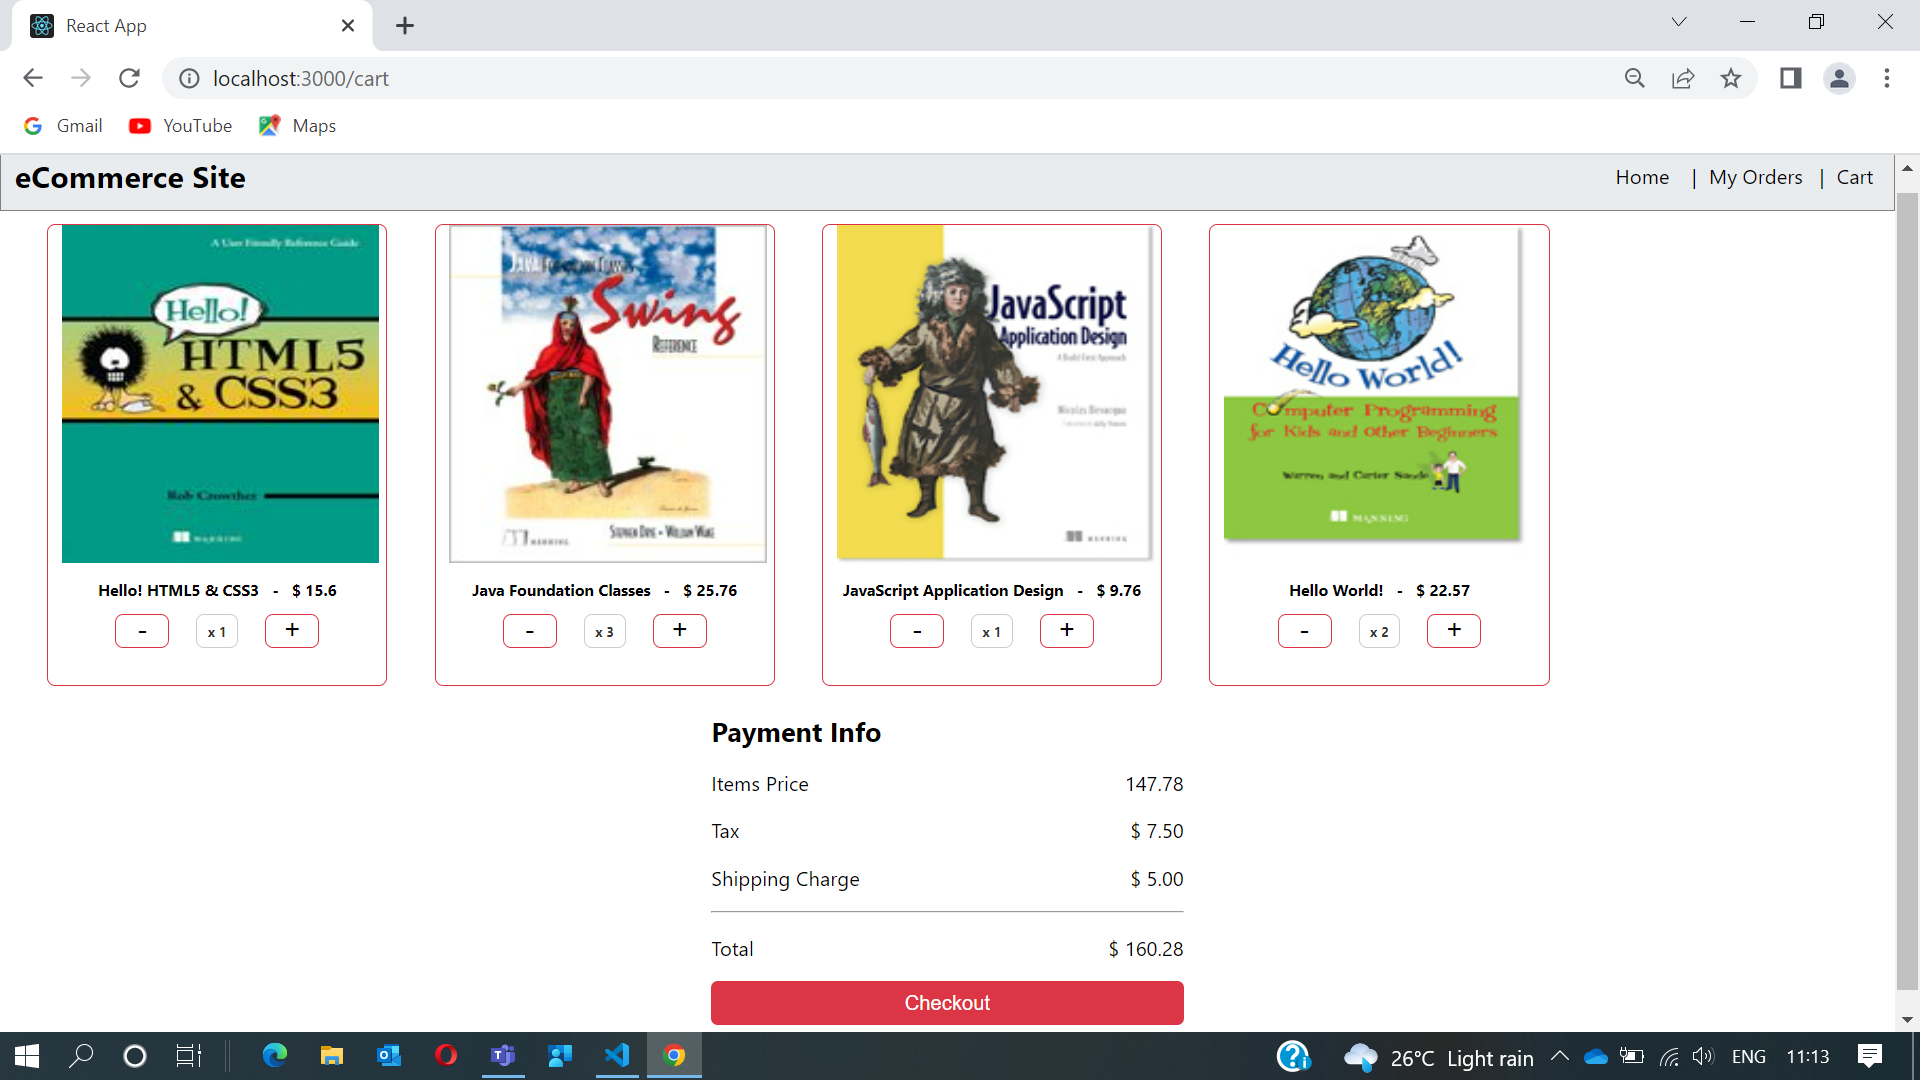 React App
localhost:3000/cart
Gmail YouTube Maps
eCommerce Site
Home | My Orders | Cart
A User Friendly Reference Guide
Hello!
HTML5
& CSS3
Rob Crowther
MANNING
JAVA FOUNDATION CLASSES
Swing
REFERENCE
MANNING
JavaScript
Application Design
A Build First Approach
Nicolas Bevacqua
MANNING
Hello World!
Computer Programming
for Kids and Other Beginners
Warren and Carter Sande
MANNING
Hello! HTML5 & CSS3 - $ 15.6
- x 1 +
Java Foundation Classes - $ 25.76
- x 3 +
JavaScript Application Design - $ 9.76
- x 1 +
Hello World! - $ 22.57
- x 2 +
Payment Info
Items Price 147.78
Tax $ 7.50
Shipping Charge $ 5.00
Total $ 160.28
Checkout
26°C Light rain ENG 11:13